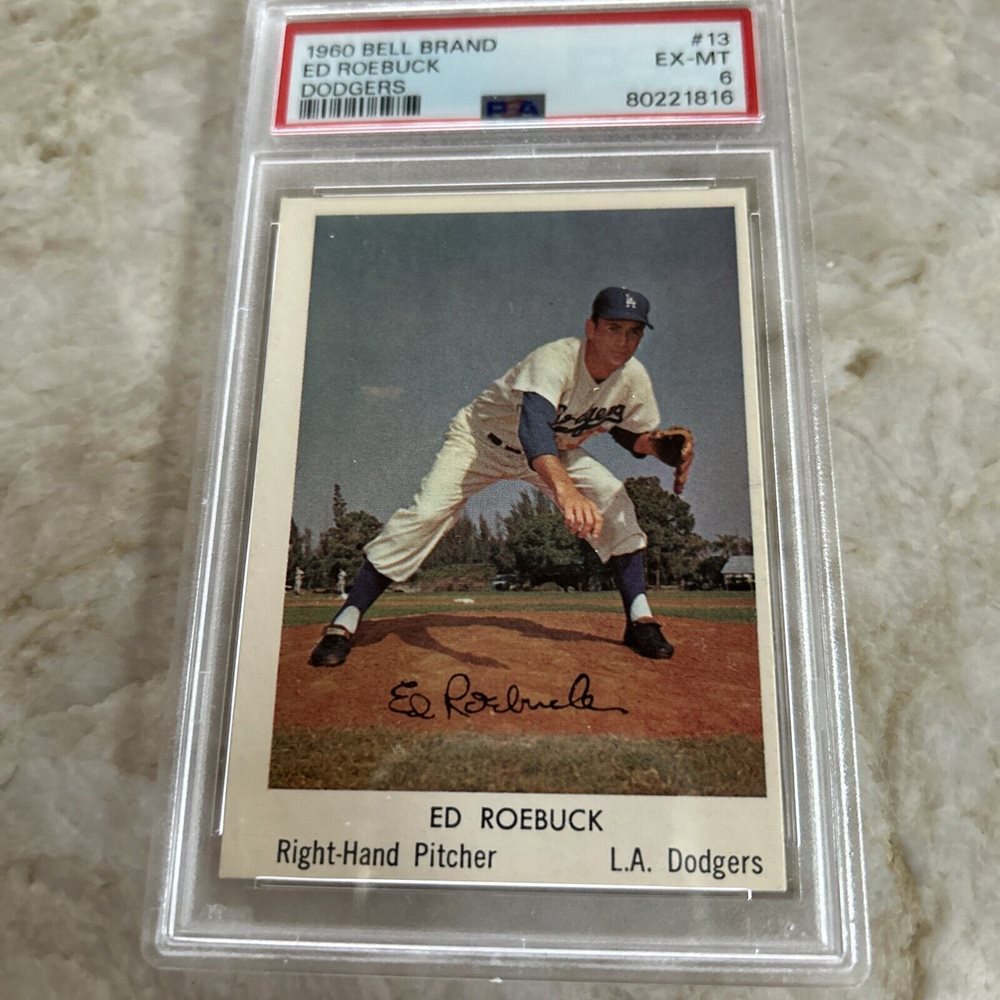 1960 BELL BRAND #13
ED ROEBUCK EX-MT
DODGERS 6
PSA 80221816
LA
Dodgers
Ed Roebuck
ED ROEBUCK
Right-Hand Pitcher L.A. Dodgers